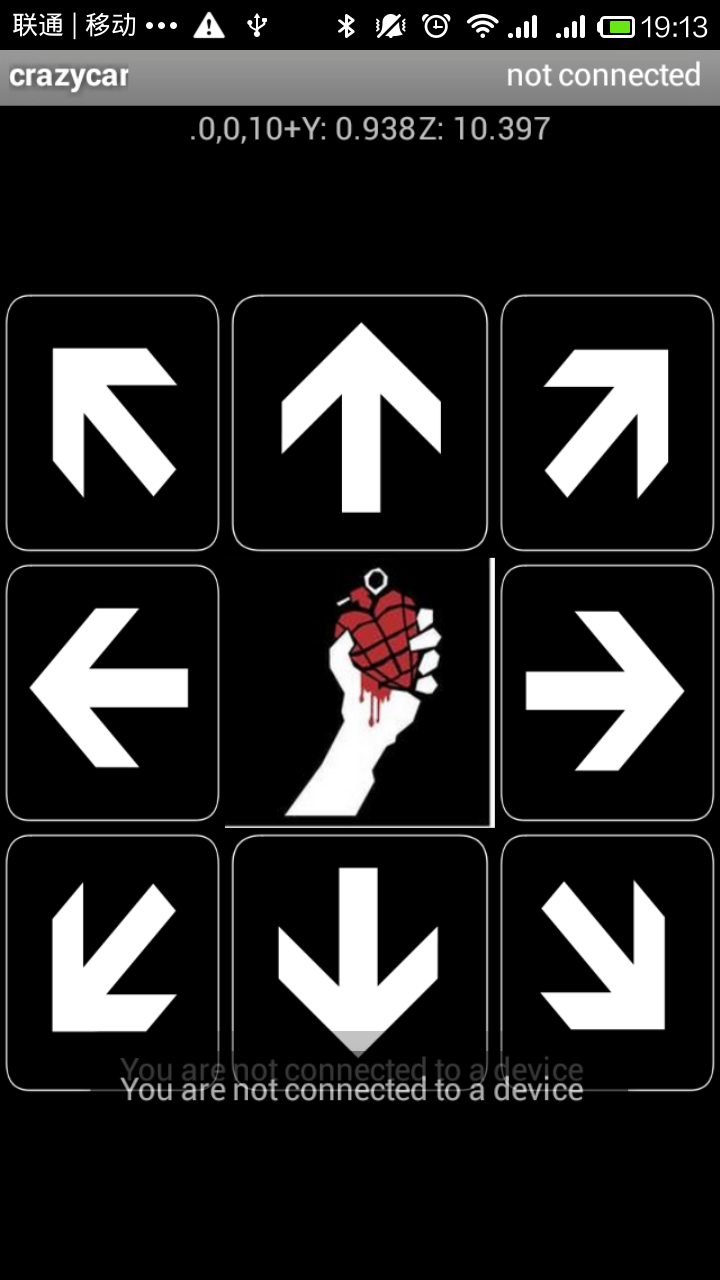 联通 | 移动 ••• 19:13
crazycar not connected
.0,0,10+Y: 0.938Z: 10.397
You are not connected to a device
You are not connected to a device